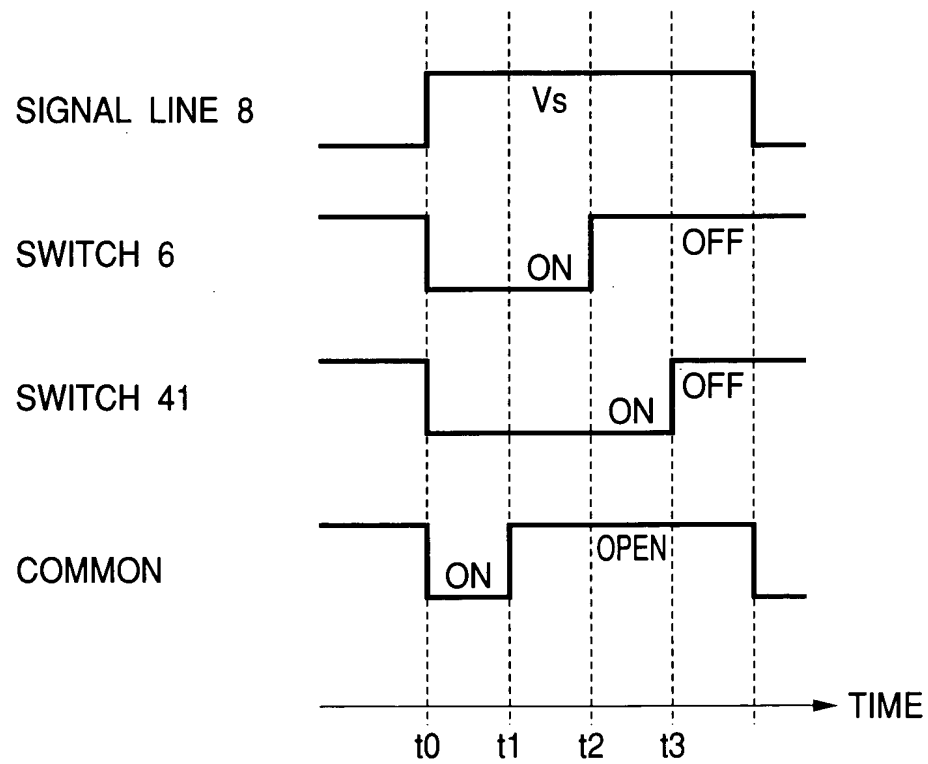 SIGNAL LINE 8
Vs
SWITCH 6
ON
OFF
SWITCH 41
ON
OFF
COMMON
ON
OPEN
TIME
t0 t1 t2 t3